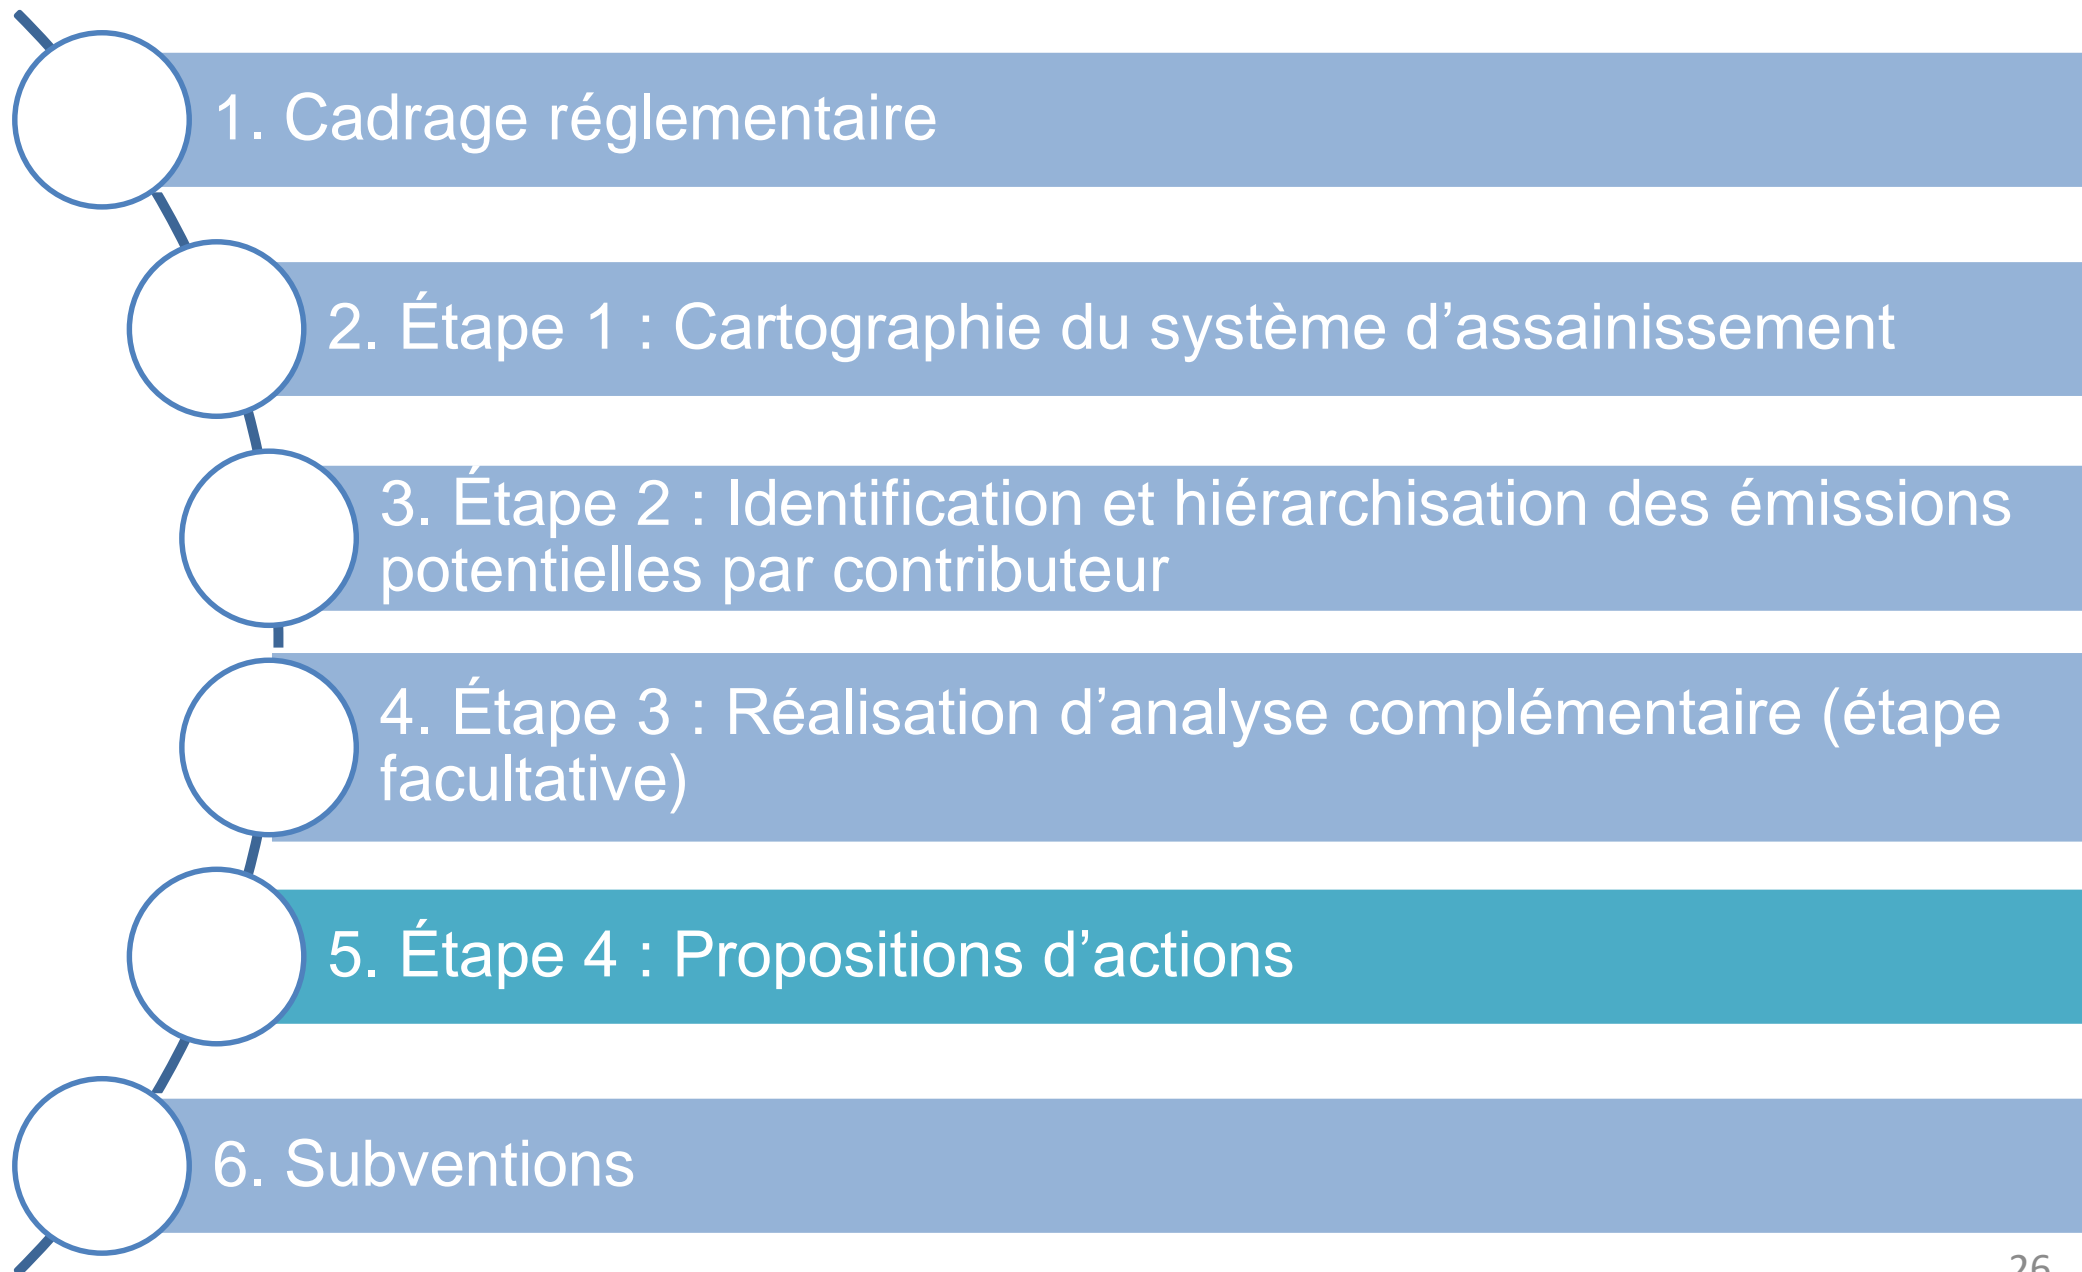 1. Cadrage réglementaire
2. Étape 1 : Cartographie du système d’assainissement
3. Étape 2 : Identification et hiérarchisation des émissions
potentielles par contributeur
4. Étape 3 : Réalisation d’analyse complémentaire (étape
facultative)
5. Étape 4 : Propositions d’actions
6. Subventions
26